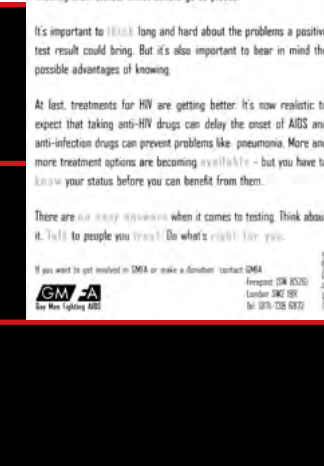 It's important to think long and hard about the problems a positive
test result could bring. But it's also important to bear in mind the
possible advantages of knowing.
At last, treatments for HIV are getting better. It's now realistic to
expect that taking anti-HIV drugs can delay the onset of AIDS and
anti-infection drugs can prevent problems like pneumonia. More and
more treatment options are becoming available – but you have to
know your status before you can benefit from them.
There are no easy answers when it comes to testing. Think about
it. Talk to people you trust. Do what's right for you.
If you want to get involved in GMFA or make a donation contact GMFA
Freepost (SW 8526)
London SW2 1BR
Tel: 0171-738 6872
GMFA
Gay Men Fighting AIDS